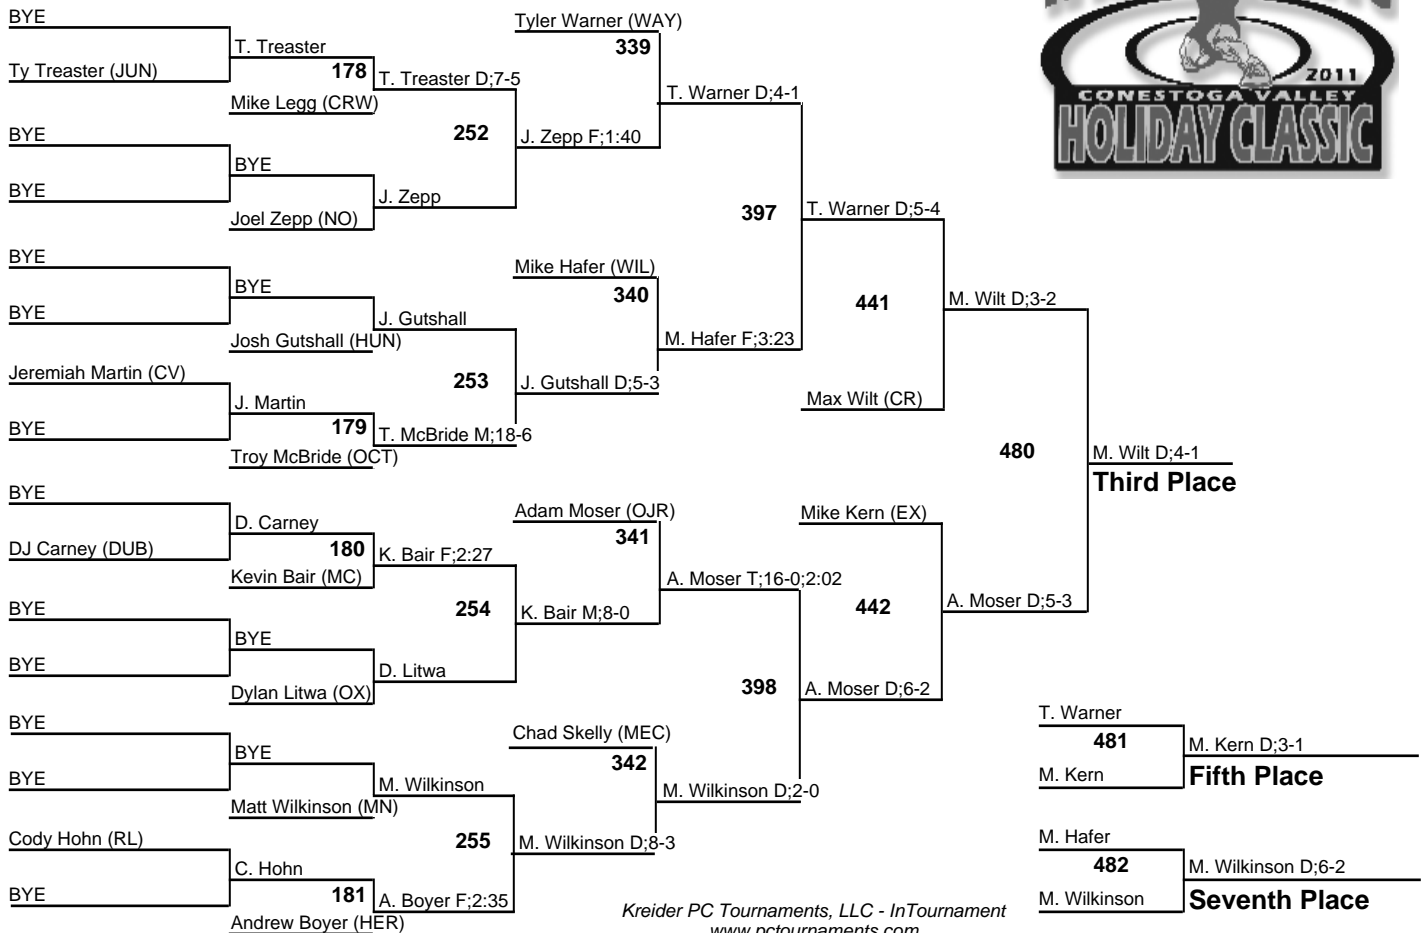 BYE
Ty Treaster (JUN)
BYE
BYE
BYE
BYE
Jeremiah Martin (CV)
BYE
BYE
DJ Carney (DUB)
BYE
BYE
BYE
BYE
Cody Hohn (RL)
BYE
T. Treaster
178
Mike Legg (CRW)
BYE
Joel Zepp (NO)
BYE
Josh Gutshall (HUN)
J. Martin
179
Troy McBride (OCT)
D. Carney
180
Kevin Bair (MC)
BYE
Dylan Litwa (OX)
BYE
Matt Wilkinson (MN)
C. Hohn
181
Andrew Boyer (HER)
T. Treaster D;7-5
252
J. Zepp
J. Gutshall
253
T. McBride M;18-6
K. Bair F;2:27
254
D. Litwa
M. Wilkinson
255
A. Boyer F;2:35
Tyler Warner (WAY)
339
J. Zepp F;1:40
Mike Hafer (WIL)
340
J. Gutshall D;5-3
Adam Moser (OJR)
341
K. Bair M;8-0
Chad Skelly (MEC)
342
M. Wilkinson D;8-3
T. Warner D;4-1
397
M. Hafer F;3:23
A. Moser T;16-0;2:02
398
M. Wilkinson D;2-0
T. Warner D;5-4
441
Max Wilt (CR)
Mike Kern (EX)
442
A. Moser D;6-2
M. Wilt D;3-2
480
A. Moser D;5-3
M. Wilt D;4-1
Third Place
T. Warner
481
M. Kern
M. Kern D;3-1
Fifth Place
M. Hafer
482
M. Wilkinson
M. Wilkinson D;6-2
Seventh Place
2011
CONESTOGA VALLEY
HOLIDAY CLASSIC
Kreider PC Tournaments, LLC - InTournament
www.pctournaments.com